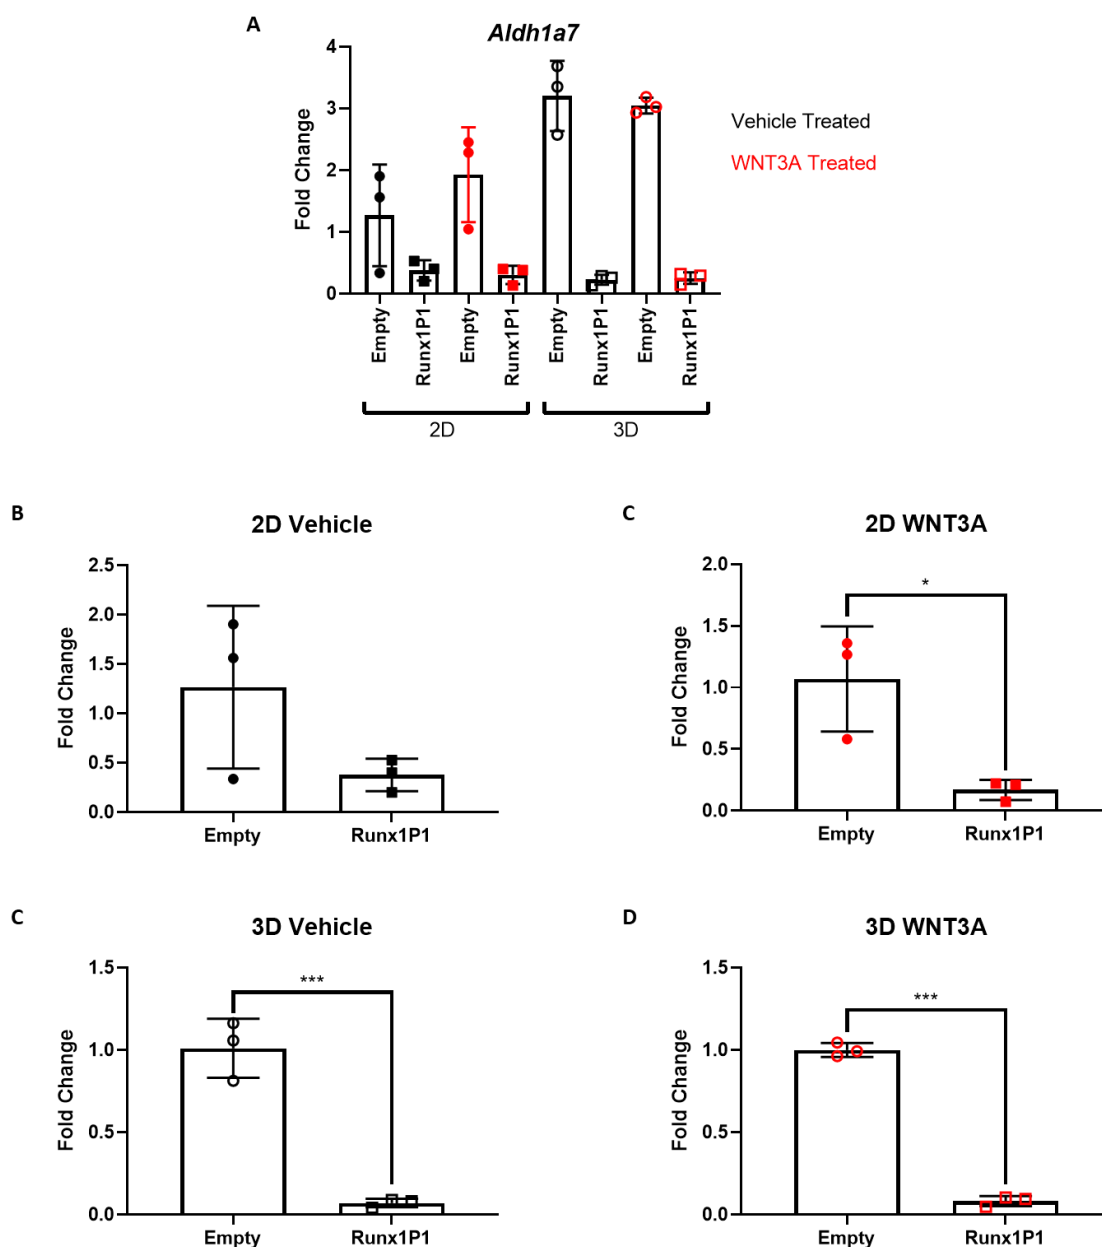 A
Aldh1a7
Fold Change
4
3
2
1
0
Empty
Runx1P1
Empty
Runx1P1
Empty
Runx1P1
Empty
Runx1P1
2D
3D
Vehicle Treated
WNT3A Treated
B
2D Vehicle
Fold Change
2.5
2.0
1.5
1.0
0.5
0.0
Empty
Runx1P1
C
2D WNT3A
Fold Change
2.0
1.5
1.0
0.5
0.0
*
Empty
Runx1P1
C
3D Vehicle
Fold Change
1.5
1.0
0.5
0.0
***
Empty
Runx1P1
D
3D WNT3A
Fold Change
1.5
1.0
0.5
0.0
***
Empty
Runx1P1